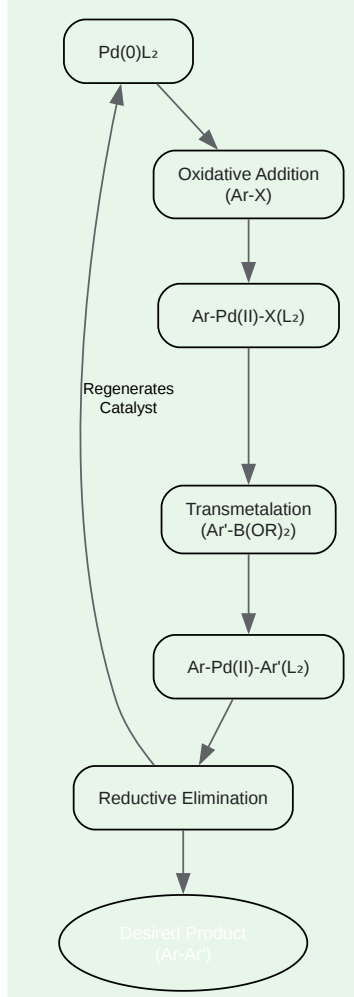 Pd(0)L₂
Oxidative Addition
(Ar-X)
Ar-Pd(II)-X(L₂)
Regenerates
Catalyst
Transmetalation
(Ar'-B(OR)₂)
Ar-Pd(II)-Ar'(L₂)
Reductive Elimination
Desired Product
(Ar-Ar')